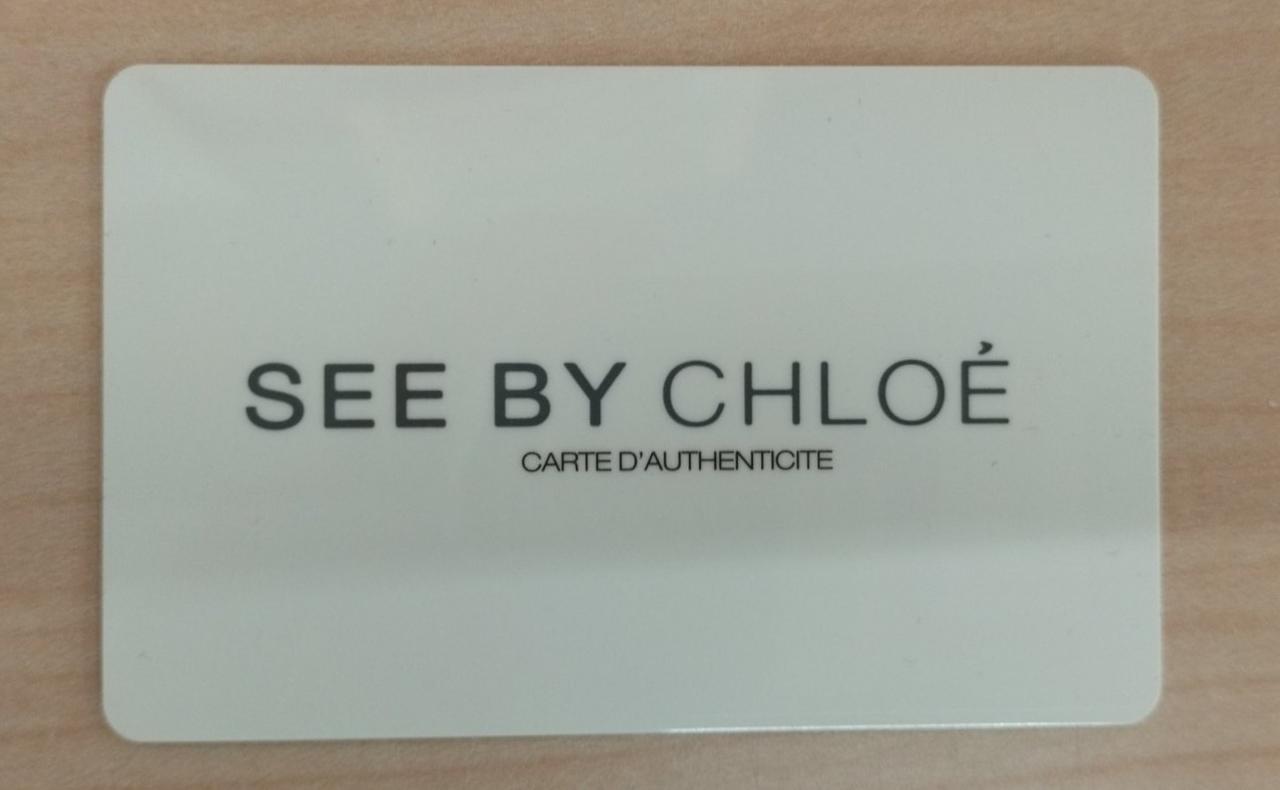 SEE BY CHLOÉ
CARTE D'AUTHENTICITE